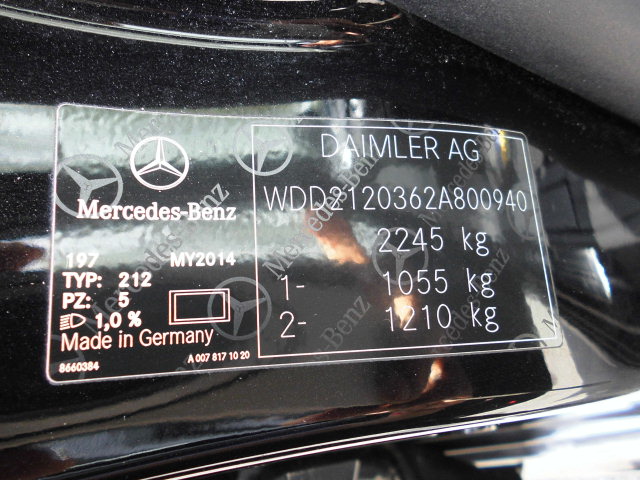 Mercedes-Benz
197 MY2014
TYP: 212
PZ: 5
1,0 %
Made in Germany
8660384 A 007 817 10 20
DAIMLER AG
WDD2120362A800940
2245 kg
1- 1055 kg
2- 1210 kg